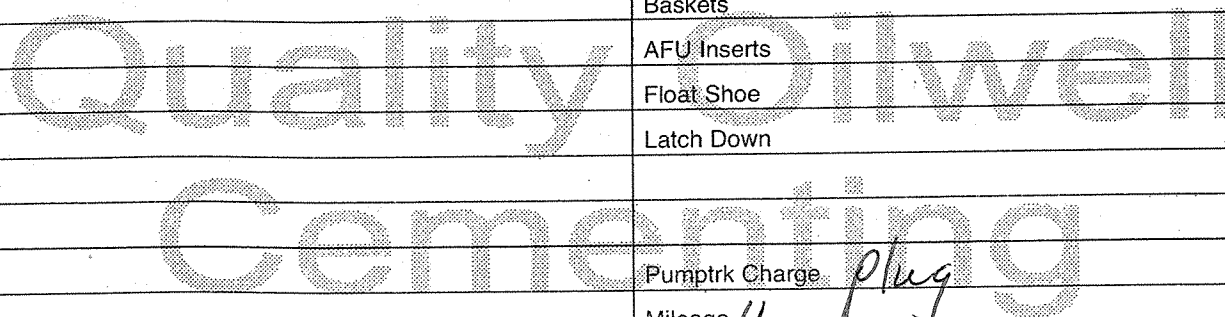 Baskets
Quality Oilwell
AFU Inserts
Float Shoe
Latch Down
Cementing
Pumptrk Charge plug
Mileage